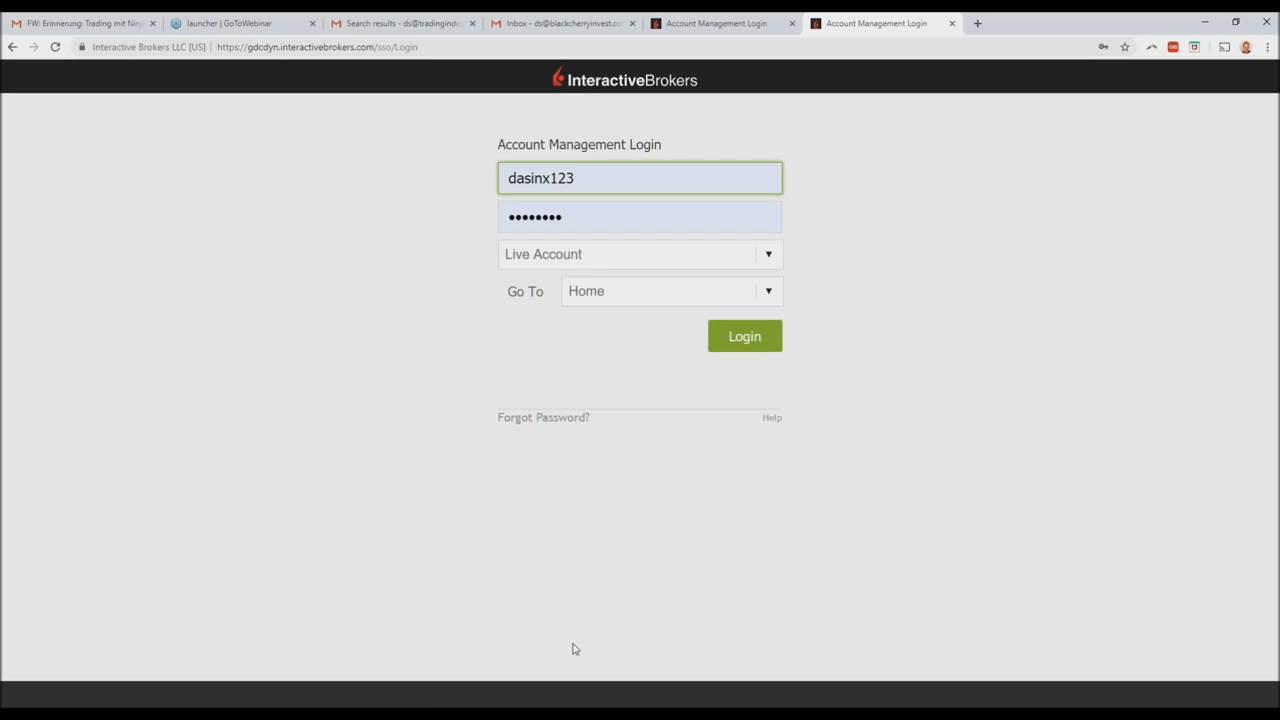 FW: Erinnerung: Trading mit Ninj
launcher | GoToWebinar
Search results - ds@tradingindic
Inbox - ds@blackcherryinvest.co
Account Management Login
Account Management Login
Interactive Brokers LLC [US]
https://gdcdyn.interactivebrokers.com/sso/Login
InteractiveBrokers
Account Management Login
dasinx123
••••••••
Live Account
Go To
Home
Login
Forgot Password?
Help